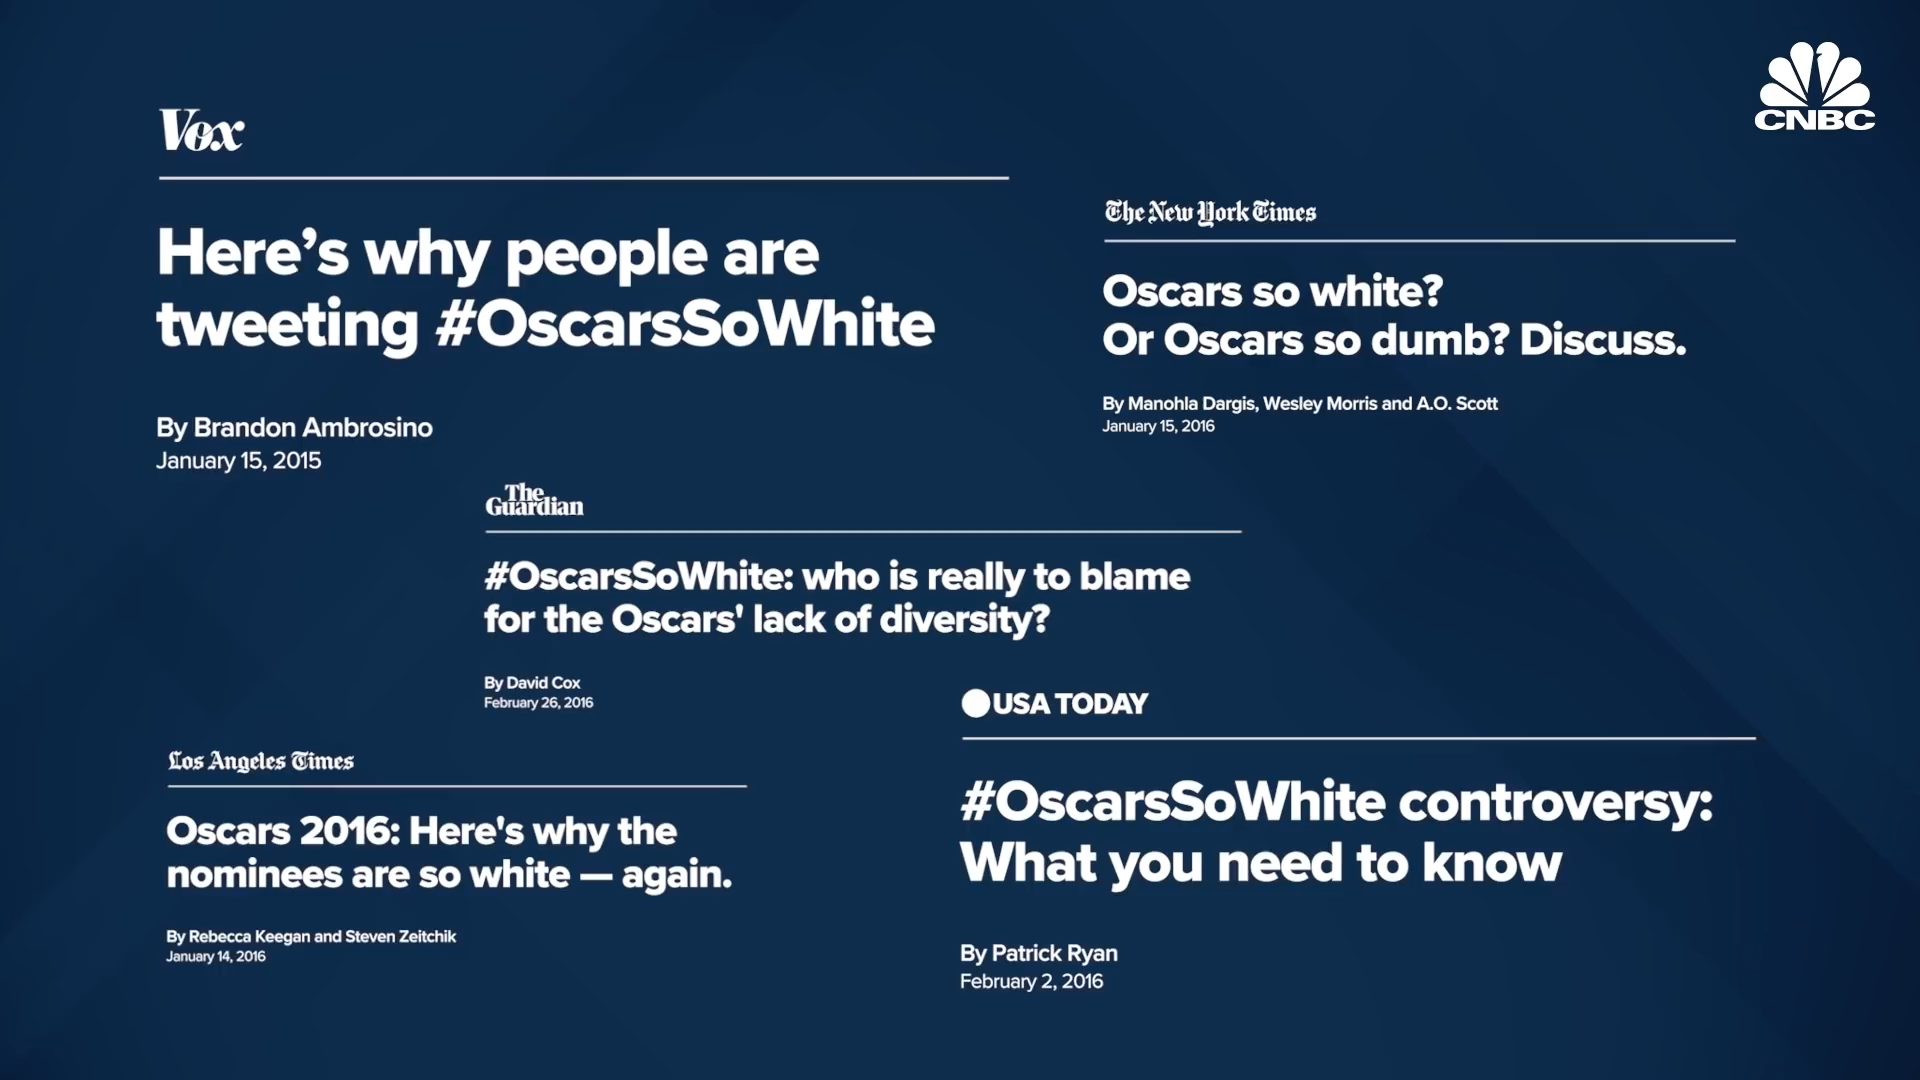 CNBC
Vox
Here’s why people are
tweeting #OscarsSoWhite
By Brandon Ambrosino
January 15, 2015
The New York Times
Oscars so white?
Or Oscars so dumb? Discuss.
By Manohla Dargis, Wesley Morris and A.O. Scott
January 15, 2016
The
Guardian
#OscarsSoWhite: who is really to blame
for the Oscars' lack of diversity?
By David Cox
February 26, 2016
Los Angeles Times
Oscars 2016: Here's why the
nominees are so white — again.
By Rebecca Keegan and Steven Zeitchik
January 14, 2016
USA TODAY
#OscarsSoWhite controversy:
What you need to know
By Patrick Ryan
February 2, 2016